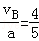 v_B/a = 4/5